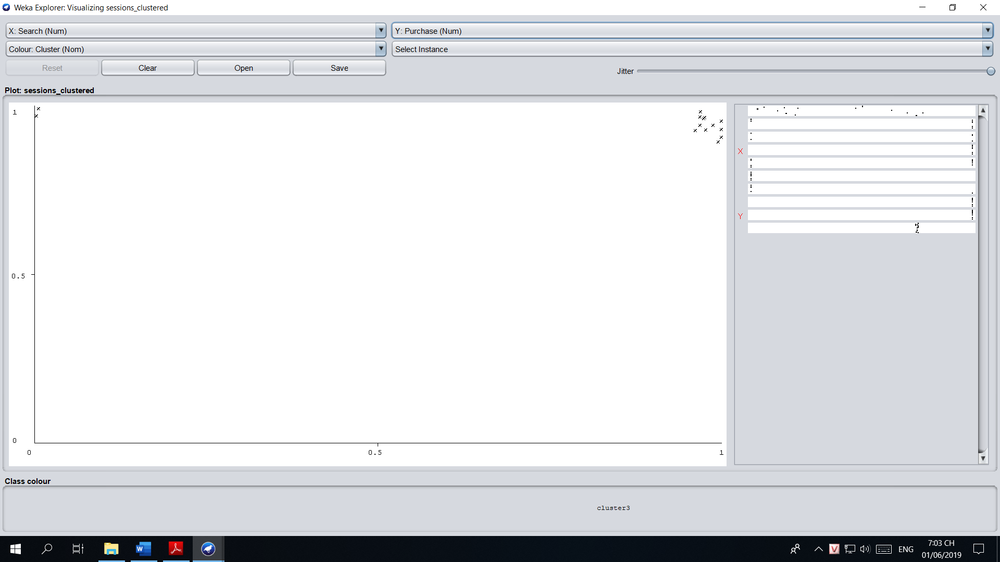 Weka Explorer: Visualizing sessions_clustered
X: Search (Num)
Y: Purchase (Num)
Colour: Cluster (Nom)
Select Instance
Reset
Clear
Open
Save
Jitter
Plot: sessions_clustered
1
0.5
0
0
0.5
1
X
Y
Class colour
cluster3
ENG
7:03 CH
01/06/2019